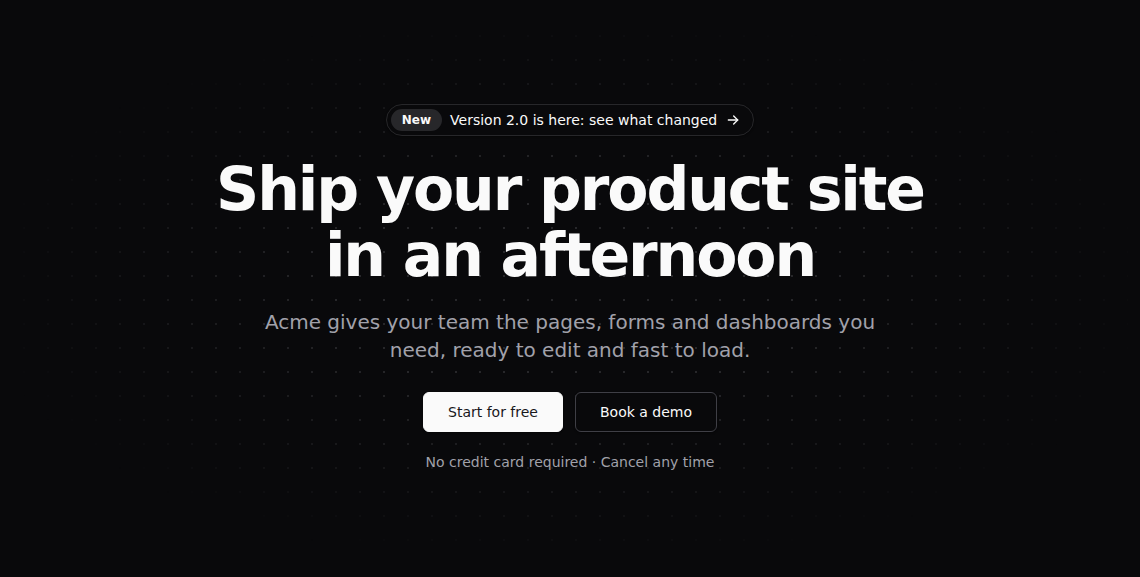 New Version 2.0 is here: see what changed →
Ship your product site
in an afternoon
Acme gives your team the pages, forms and dashboards you
need, ready to edit and fast to load.
Start for free Book a demo
No credit card required · Cancel any time